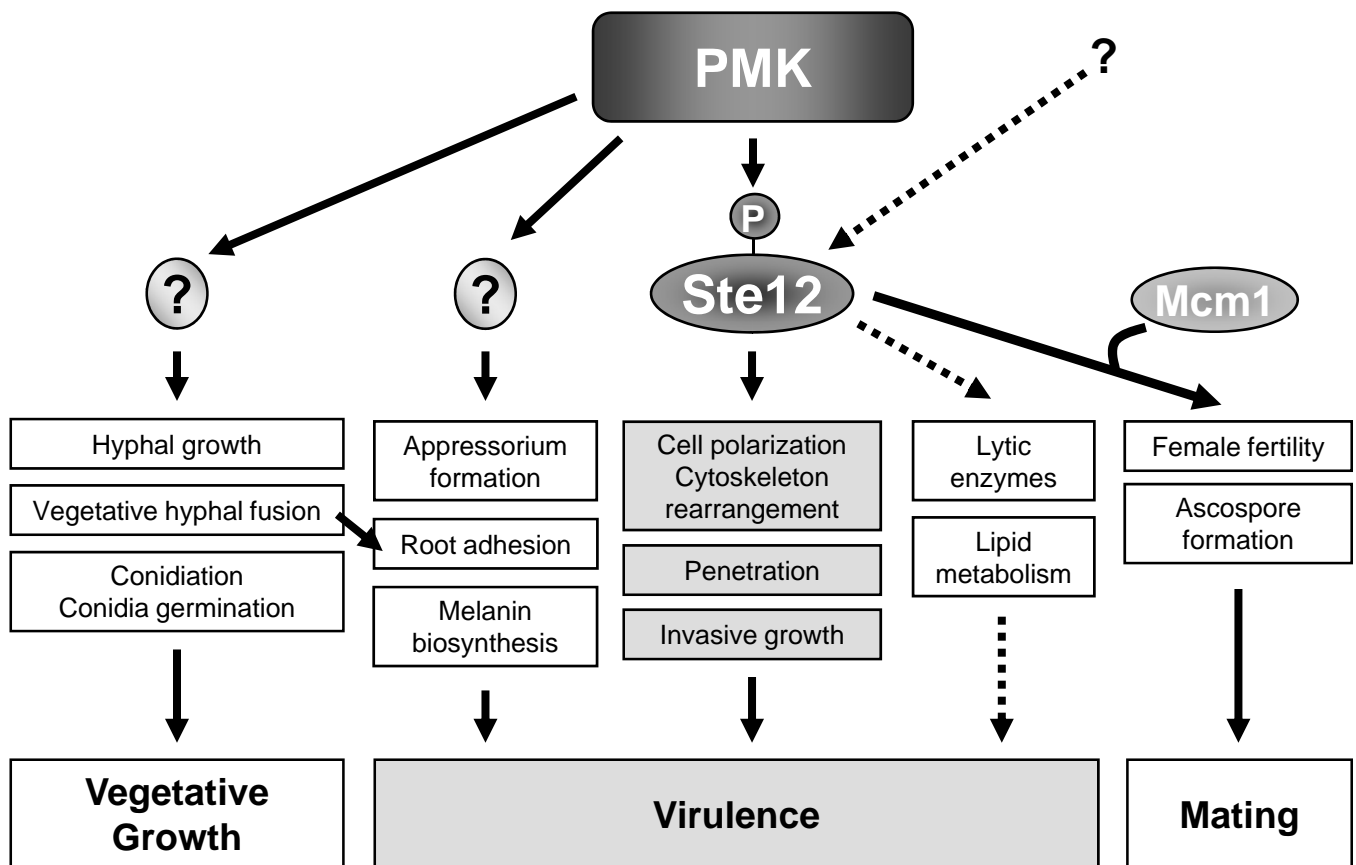 PMK
?
P
?
?
Ste12
Mcm1
Hyphal growth
Vegetative hyphal fusion
Conidiation
Conidia germination
Appressorium
formation
Root adhesion
Melanin
biosynthesis
Cell polarization
Cytoskeleton
rearrangement
Penetration
Invasive growth
Lytic
enzymes
Lipid
metabolism
Female fertility
Ascospore
formation
Vegetative
Growth
Virulence
Mating